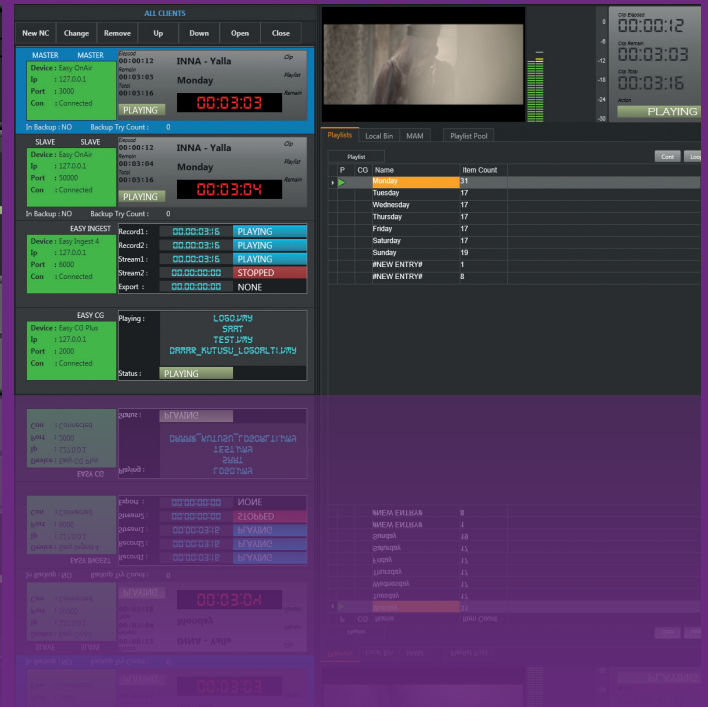 ALL CLIENTS
New NC Change Remove Up Down Open Close
MASTER MASTER
Device : Easy OnAir
Ip : 127.0.0.1
Port : 3000
Con : Connected
Elapsed
00:00:12
Remain
00:03:03
Total
00:03:16
PLAYING
INNA - Yalla Clip
Monday Playlist
00:03:03 Remain
In Backup : NO Backup Try Count : 0
SLAVE SLAVE
Device : Easy OnAir
Ip : 127.0.0.1
Port : 50000
Con : Connected
Elapsed
00:00:12
Remain
00:03:04
Total
00:03:16
PLAYING
INNA - Yalla Clip
Monday Playlist
00:03:04 Remain
In Backup : NO Backup Try Count : 0
EASY INGEST
Device : Easy Ingest 4
Ip : 127.0.0.1
Port : 6000
Con : Connected
Record1 : 00:00:03:16 PLAYING
Record2 : 00:00:03:16 PLAYING
Stream1 : 00:00:03:16 PLAYING
Stream2 : 00:00:00:00 STOPPED
Export : 00:00:00:00 NONE
EASY CG
Device : Easy CG Plus
Ip : 127.0.0.1
Port : 2000
Con : Connected
Playing :
LOGO.VMY
SAAT
TEST.VMY
DAMAR_KUTUSU_LOGOALTI.VMY
Status : PLAYING
0
-6
-12
-18
-24
-30
Clip Elapsed
00:00:12
Clip Remain
00:03:03
Clip Total
00:03:16
Action
PLAYING
Playlists Local Bin MAM Playlist Pool
Playlist Cont Loop
P CG Name Item Count
Monday 31
Tuesday 17
Wednesday 17
Thursday 17
Friday 17
Saturday 17
Sunday 19
#NEW ENTRY# 1
#NEW ENTRY# 8